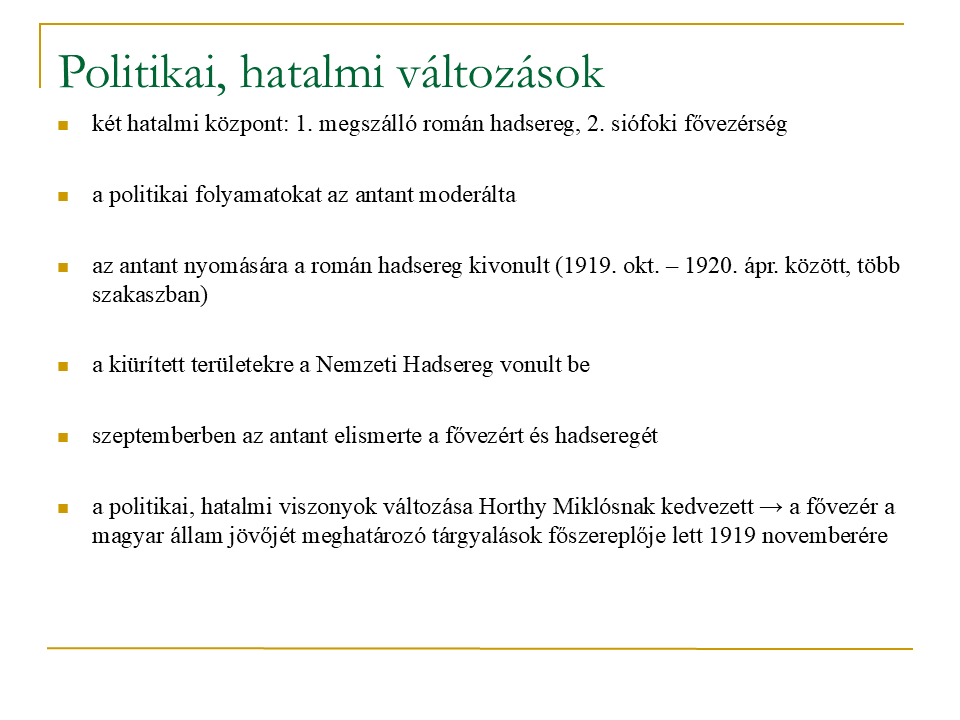 Politikai, hatalmi változások
két hatalmi központ: 1. megszálló román hadsereg, 2. siófoki fővezérség
a politikai folyamatokat az antant moderálta
az antant nyomására a román hadsereg kivonult (1919. okt. – 1920. ápr. között, több
szakaszban)
a kiürített területekre a Nemzeti Hadsereg vonult be
szeptemberben az antant elismerte a fővezért és hadseregét
a politikai, hatalmi viszonyok változása Horthy Miklósnak kedvezett → a fővezér a
magyar állam jövőjét meghatározó tárgyalások főszereplője lett 1919 novemberére